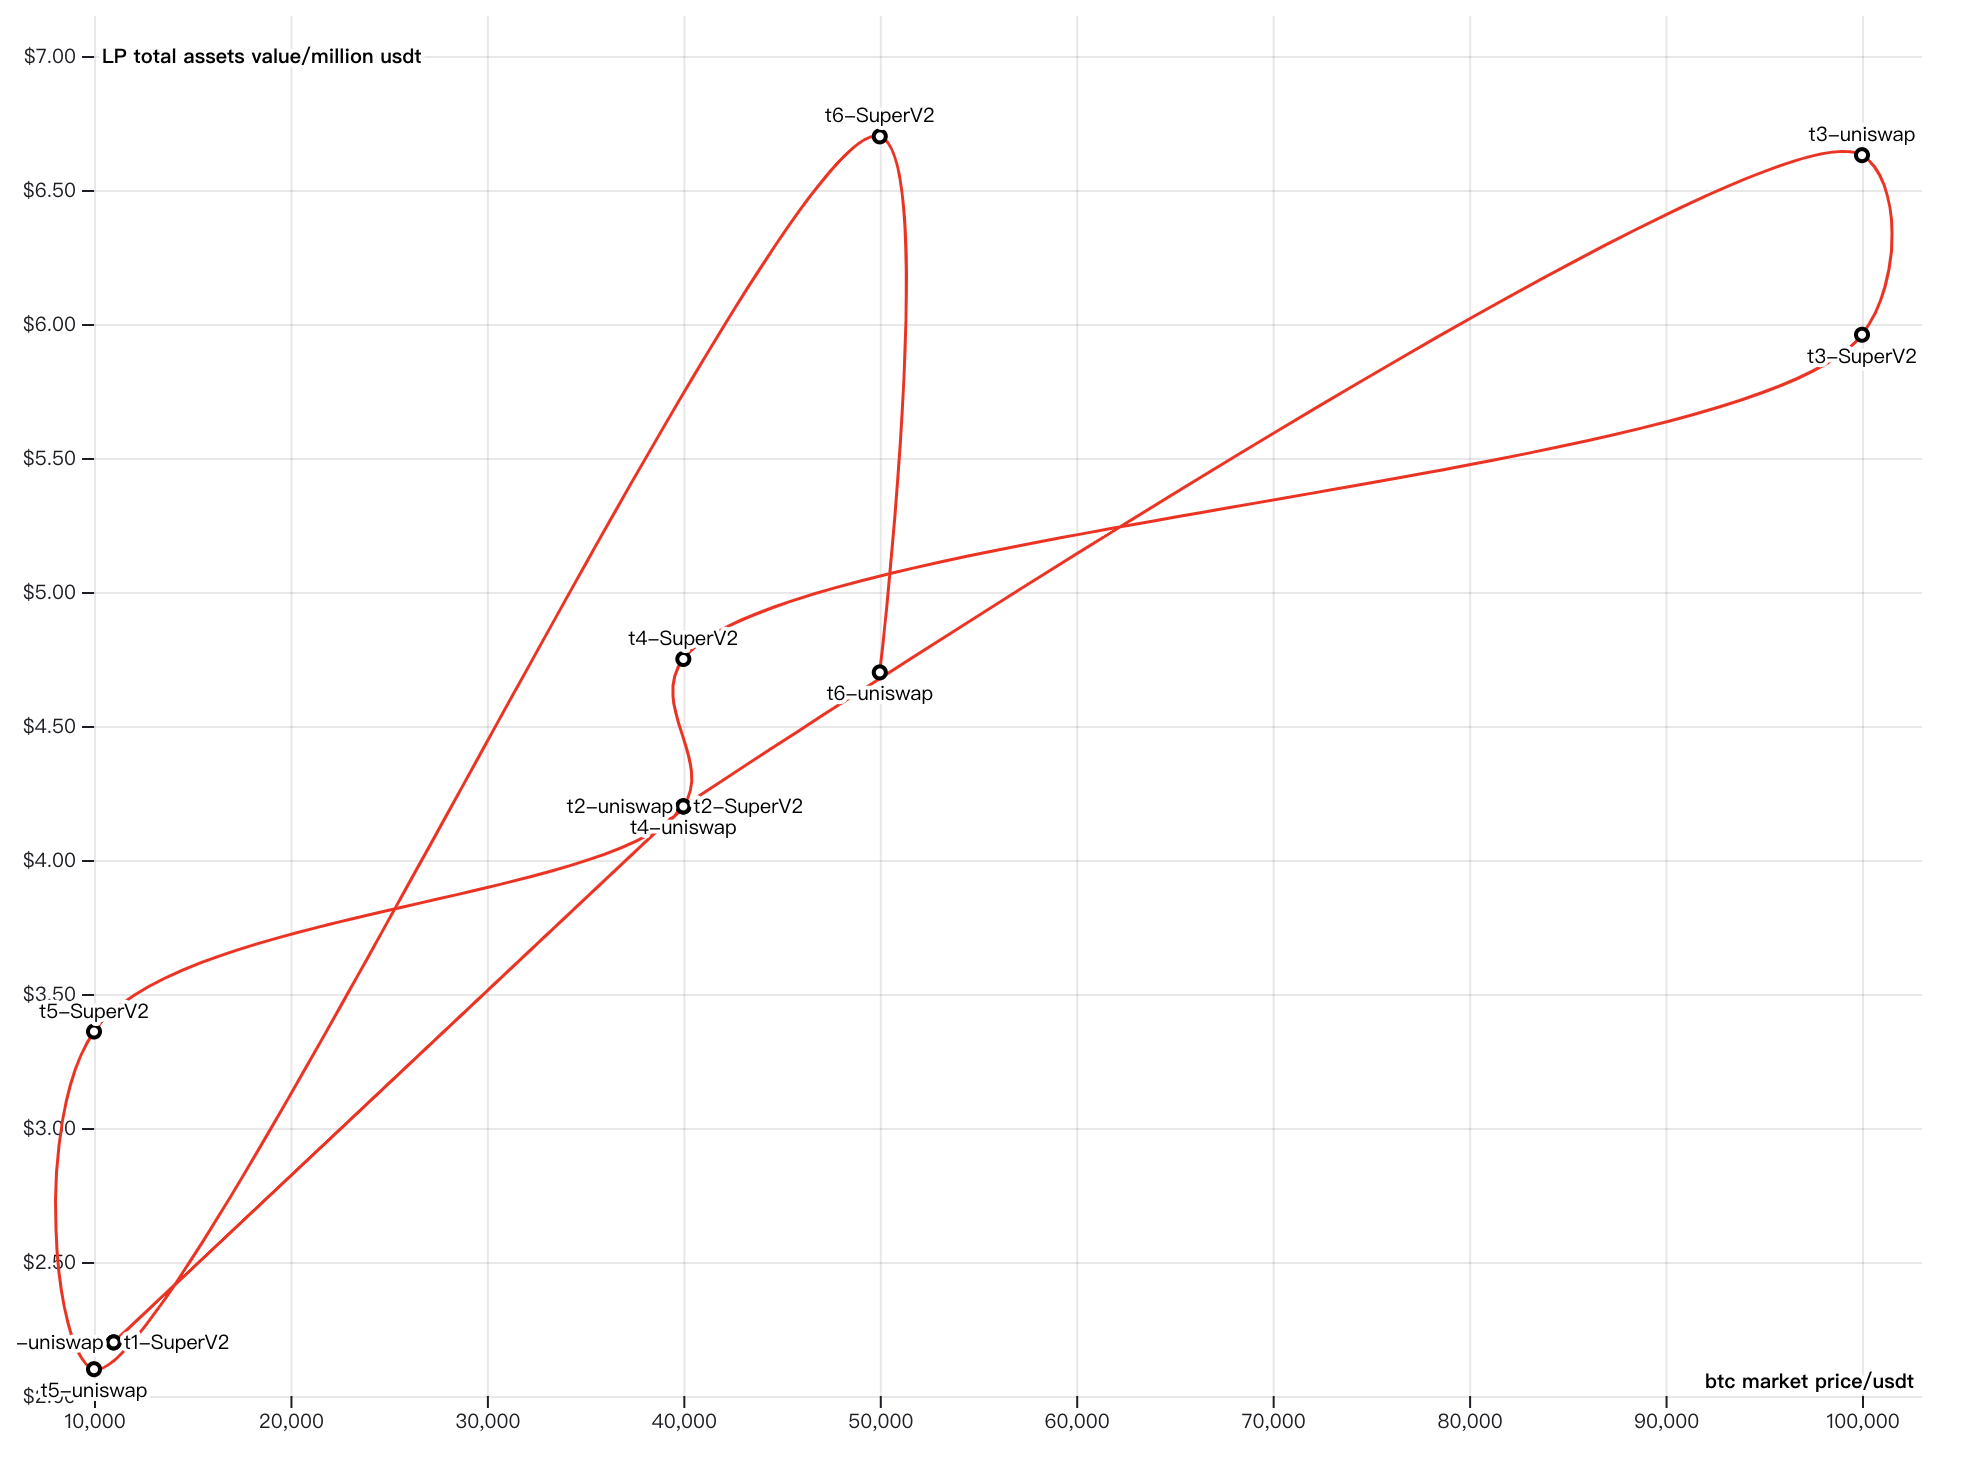 $7.00 LP total assets value/million usdt
t6–SuperV2
t3–uniswap
$6.50
$6.00
t3–SuperV2
$5.50
$5.00
t4–SuperV2
t6–uniswap
$4.50
t2–uniswap t2–SuperV2
t4–uniswap
$4.00
$3.50
t5–SuperV2
$3.00
$2.50
–uniswap t1–SuperV2
btc market price/usdt
t5–uniswap
10,000 20,000 30,000 40,000 50,000 60,000 70,000 80,000 90,000 100,000